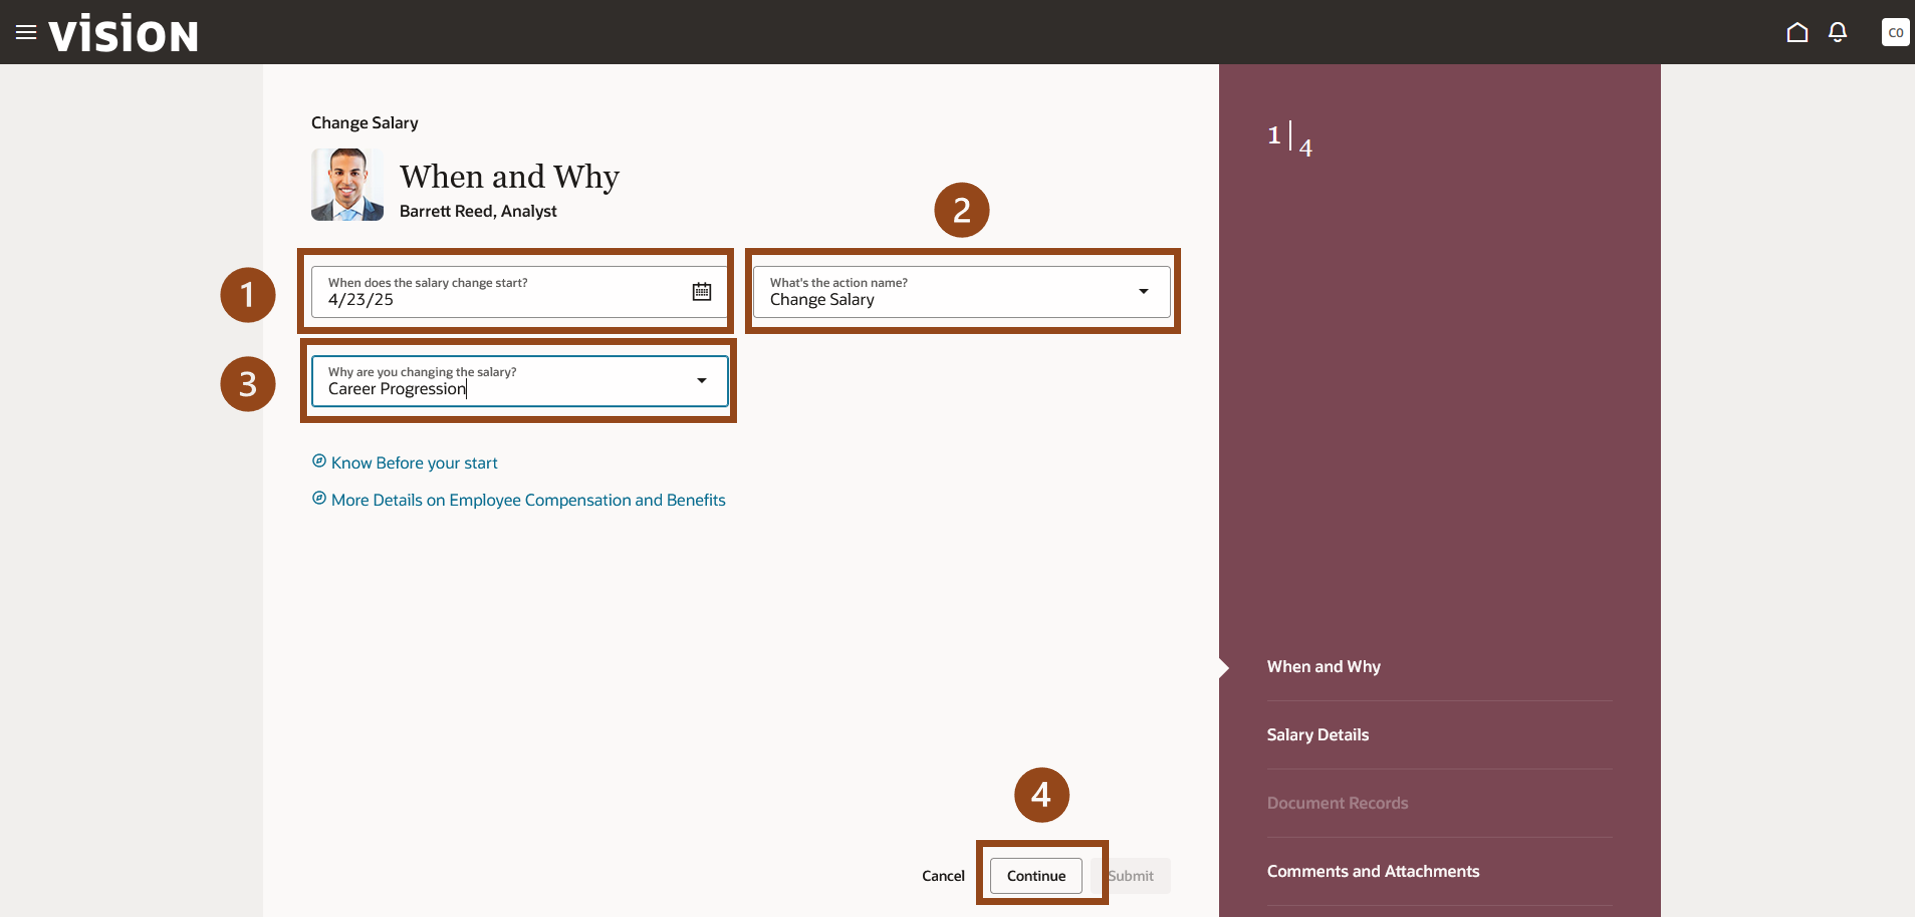 vision
CO
Change Salary
When and Why
Barrett Reed, Analyst
1
4
2
1
When does the salary change start?
4/23/25
What's the action name?
Change Salary
3
Why are you changing the salary?
Career Progression
Know Before your start
More Details on Employee Compensation and Benefits
When and Why
Salary Details
Document Records
Comments and Attachments
4
Cancel
Continue
Submit